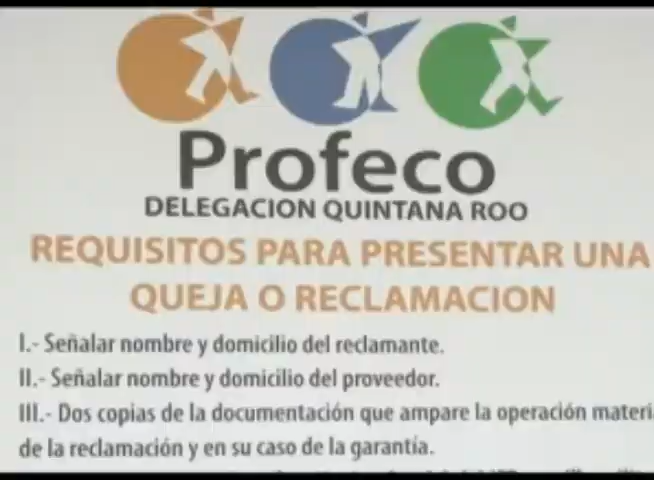 Profeco
DELEGACION QUINTANA ROO
REQUISITOS PARA PRESENTAR UNA
QUEJA O RECLAMACION
I.- Señalar nombre y domicilio del reclamante.
II.- Señalar nombre y domicilio del proveedor.
III.- Dos copias de la documentación que ampare la operación materi
de la reclamación y en su caso de la garantía.